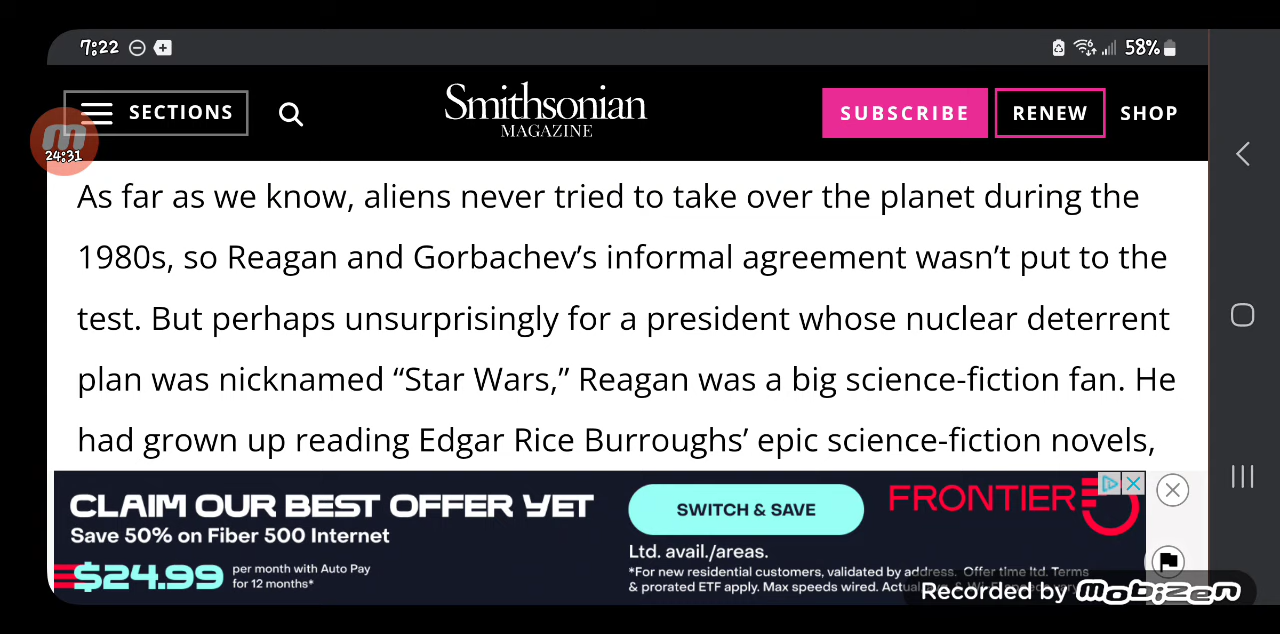 7:22
58%
SECTIONS
Smithsonian
MAGAZINE
SUBSCRIBE
RENEW
SHOP
24:31
As far as we know, aliens never tried to take over the planet during the
1980s, so Reagan and Gorbachev’s informal agreement wasn’t put to the
test. But perhaps unsurprisingly for a president whose nuclear deterrent
plan was nicknamed “Star Wars,” Reagan was a big science-fiction fan. He
had grown up reading Edgar Rice Burroughs’ epic science-fiction novels,
CLAIM OUR BEST OFFER YET
Save 50% on Fiber 500 Internet
$24.99
per month with Auto Pay
for 12 months*
SWITCH & SAVE
FRONTIER
Ltd. avail./areas.
*For new residential customers, validated by address. Offer time ltd. Terms
& prorated ETF apply. Max speeds wired.
Recorded by mobizen